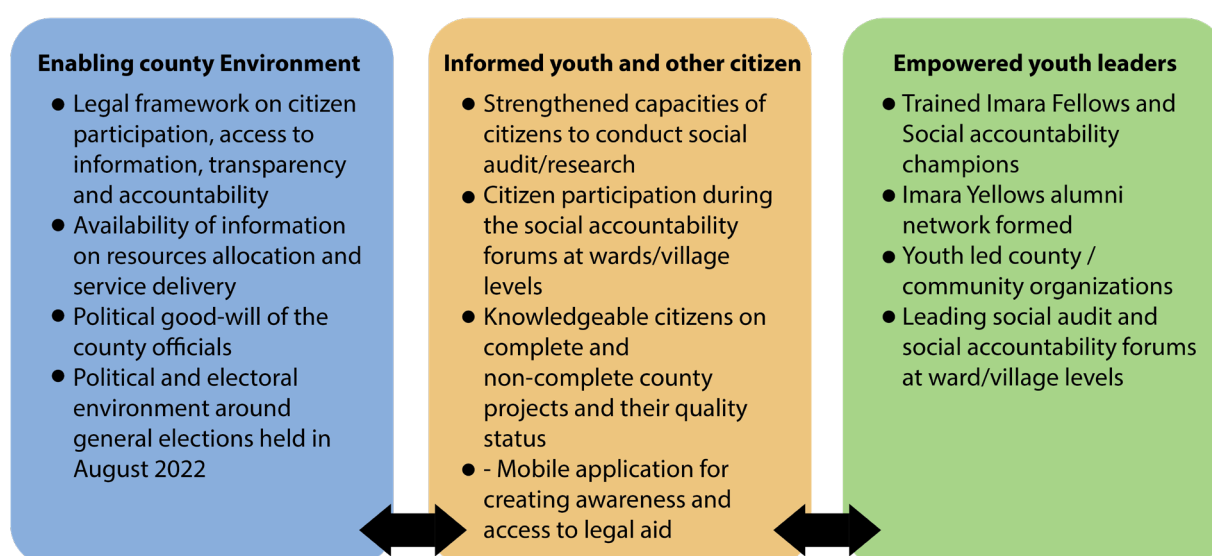 Enabling county Environment
● Legal framework on citizen
participation, access to
information, transparency
and accountability
● Availability of information
on resources allocation and
service delivery
● Political good-will of the
county officials
● Political and electoral
environment around
general elections held in
August 2022
Informed youth and other citizen
● Strengthened capacities of
citizens to conduct social
audit/research
● Citizen participation during
the social accountability
forums at wards/village
levels
● Knowledgeable citizens on
complete and
non-complete county
projects and their quality
status
● - Mobile application for
creating awareness and
access to legal aid
Empowered youth leaders
● Trained Imara Fellows and
Social accountability
champions
● Imara Yellows alumni
network formed
● Youth led county /
community organizations
● Leading social audit and
social accountability forums
at ward/village levels